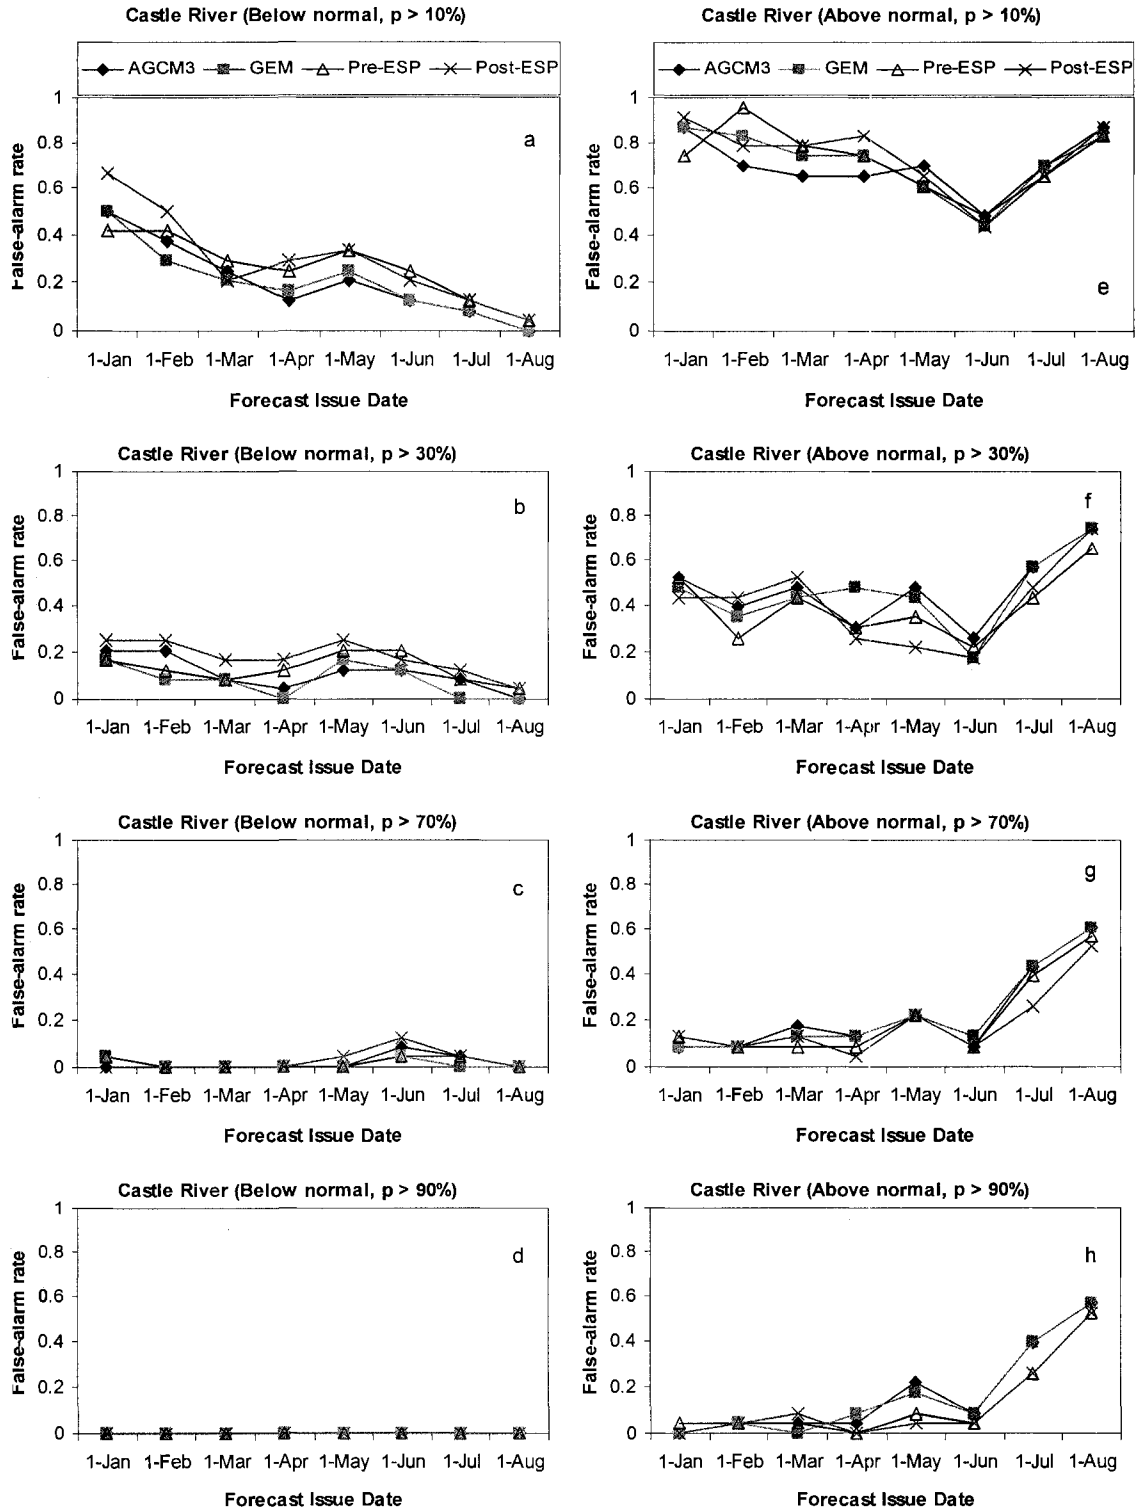 Castle River (Below normal, p > 10%)
AGCM3 GEM Pre-ESP Post-ESP
False-alarm rate
1
0.8
0.6
0.4
0.2
0
a
1-Jan 1-Feb 1-Mar 1-Apr 1-May 1-Jun 1-Jul 1-Aug
Forecast Issue Date
Castle River (Above normal, p > 10%)
AGCM3 GEM Pre-ESP Post-ESP
False-alarm rate
1
0.8
0.6
0.4
0.2
0
e
1-Jan 1-Feb 1-Mar 1-Apr 1-May 1-Jun 1-Jul 1-Aug
Forecast Issue Date
Castle River (Below normal, p > 30%)
False-alarm rate
1
0.8
0.6
0.4
0.2
0
b
1-Jan 1-Feb 1-Mar 1-Apr 1-May 1-Jun 1-Jul 1-Aug
Forecast Issue Date
Castle River (Above normal, p > 30%)
False-alarm rate
1
0.8
0.6
0.4
0.2
0
f
1-Jan 1-Feb 1-Mar 1-Apr 1-May 1-Jun 1-Jul 1-Aug
Forecast Issue Date
Castle River (Below normal, p > 70%)
False-alarm rate
1
0.8
0.6
0.4
0.2
0
c
1-Jan 1-Feb 1-Mar 1-Apr 1-May 1-Jun 1-Jul 1-Aug
Forecast Issue Date
Castle River (Above normal, p > 70%)
False-alarm rate
1
0.8
0.6
0.4
0.2
0
g
1-Jan 1-Feb 1-Mar 1-Apr 1-May 1-Jun 1-Jul 1-Aug
Forecast Issue Date
Castle River (Below normal, p > 90%)
False-alarm rate
1
0.8
0.6
0.4
0.2
0
d
1-Jan 1-Feb 1-Mar 1-Apr 1-May 1-Jun 1-Jul 1-Aug
Forecast Issue Date
Castle River (Above normal, p > 90%)
False-alarm rate
1
0.8
0.6
0.4
0.2
0
h
1-Jan 1-Feb 1-Mar 1-Apr 1-May 1-Jun 1-Jul 1-Aug
Forecast Issue Date